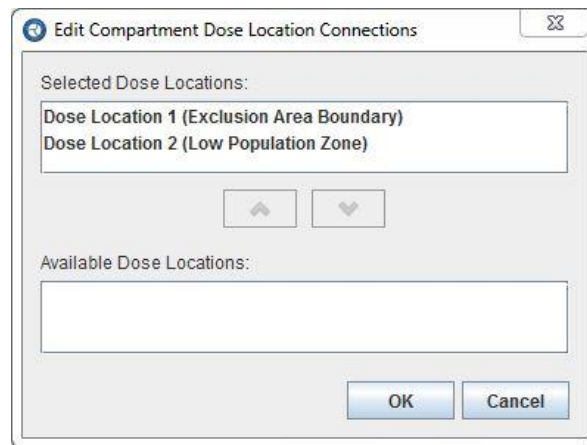 Edit Compartment Dose Location Connections
Selected Dose Locations:
Dose Location 1 (Exclusion Area Boundary)
Dose Location 2 (Low Population Zone)
Available Dose Locations:
OK Cancel